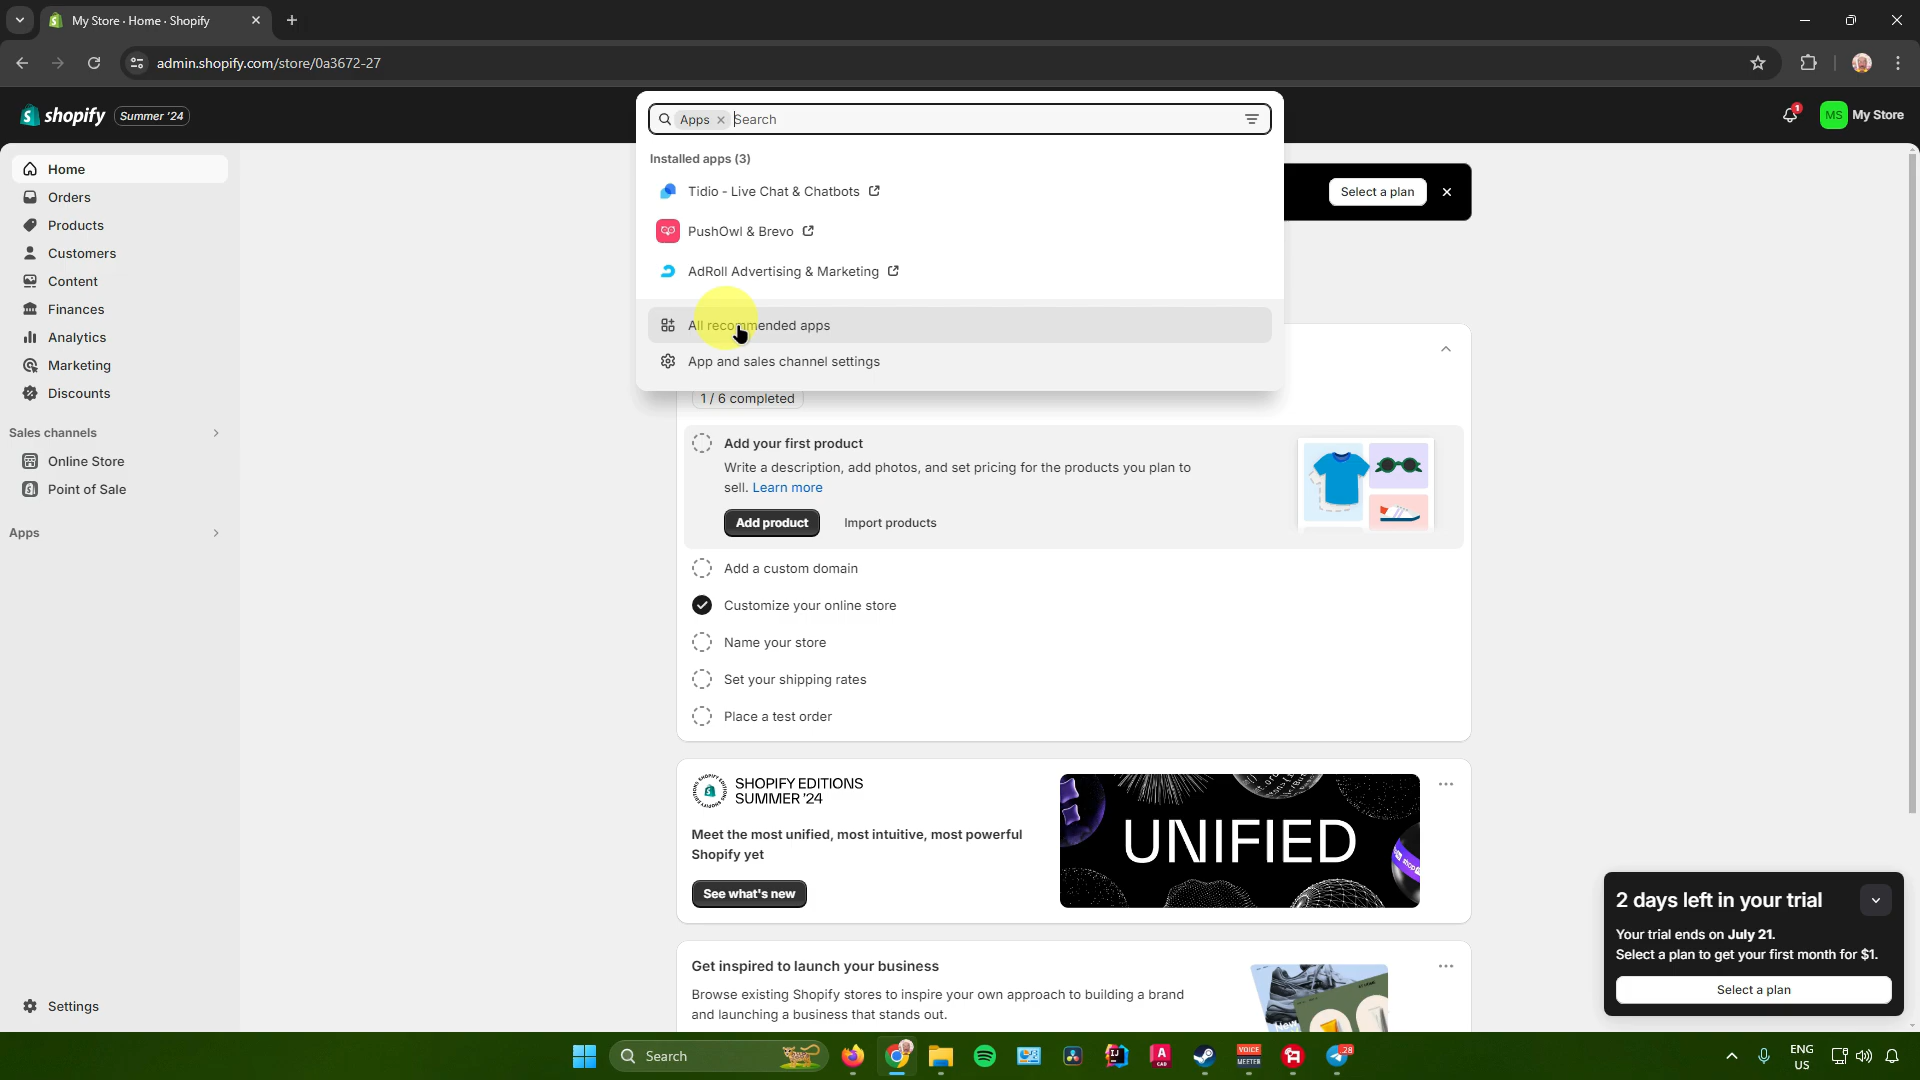 My Store · Home · Shopify
admin.shopify.com/store/0a3672-27
shopify
Summer '24
1
MS
My Store
Home
Orders
Products
Customers
Content
Finances
Analytics
Marketing
Discounts
Sales channels
Online Store
Point of Sale
Apps
Settings
Apps
Search
Installed apps (3)
Tidio - Live Chat & Chatbots
PushOwl & Brevo
AdRoll Advertising & Marketing
All recommended apps
App and sales channel settings
Select a plan
1 / 6 completed
Add your first product
Write a description, add photos, and set pricing for the products you plan to
sell. Learn more
Add product
Import products
Add a custom domain
Customize your online store
Name your store
Set your shipping rates
Place a test order
SHOPIFY EDITIONS
SUMMER '24
Meet the most unified, most intuitive, most powerful
Shopify yet
See what's new
UNIFIED
Get inspired to launch your business
Browse existing Shopify stores to inspire your own approach to building a brand
and launching a business that stands out.
2 days left in your trial
Your trial ends on July 21.
Select a plan to get your first month for $1.
Select a plan
Search
IJ
A
CAD
VOICE
MEETER
28
ENG
US